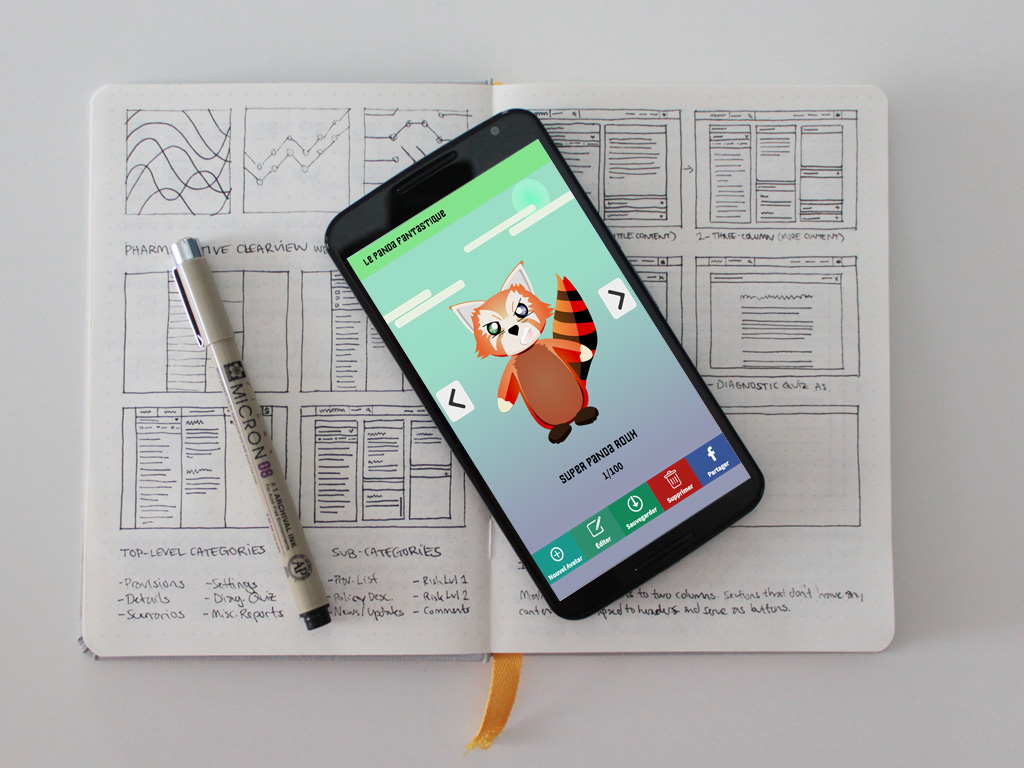 PHARM
TIVE CLEARVIEW
TITLE CONTENT)
2- THREE-COLUMN (MORE CONTENT)
- DIAGNOSTIC QUIZ AS
TOP-LEVEL CATEGORIES
-Provisions
-Details
-Scenarios
-Settings
-Diag. Quiz
-Misc. Reports
SUB-CATEGORIES
-Prov. List
-Policy Desc.
-News/Updates
-Risk Lvl 1
-Risk Lvl 2
-Comments
to two columns. Sections that don't have any,
posed to headers and serve as buttons.
MICRON 08
ARCHIVAL INK
AP
LE PANDA FANTASTIQUE
SUPER PANDA ROUX
1/100
Nouvel Avatar
Editer
Sauvegarder
Supprimer
Partager